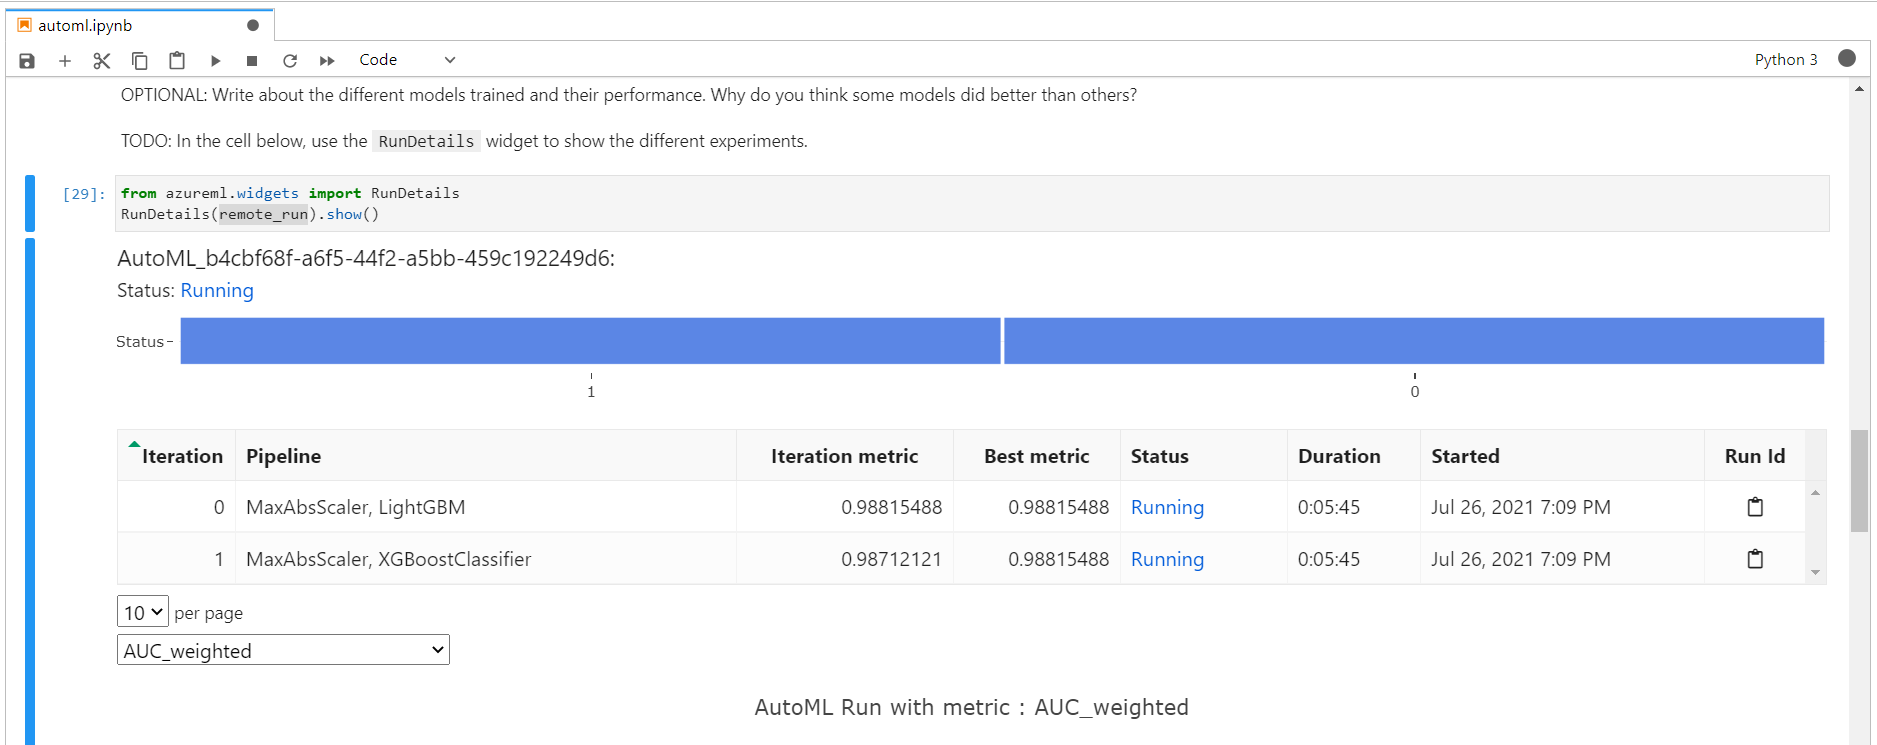 automl.ipynb
Code
Python 3
OPTIONAL: Write about the different models trained and their performance. Why do you think some models did better than others?
TODO: In the cell below, use the RunDetails widget to show the different experiments.
[29]: from azureml.widgets import RunDetails
RunDetails(remote_run).show()
AutoML_b4cbf68f-a6f5-44f2-a5bb-459c192249d6:
Status: Running
Status
1 0
Iteration Pipeline Iteration metric Best metric Status Duration Started Run Id
0 MaxAbsScaler, LightGBM 0.98815488 0.98815488 Running 0:05:45 Jul 26, 2021 7:09 PM
1 MaxAbsScaler, XGBoostClassifier 0.98712121 0.98815488 Running 0:05:45 Jul 26, 2021 7:09 PM
10 per page
AUC_weighted
AutoML Run with metric : AUC_weighted